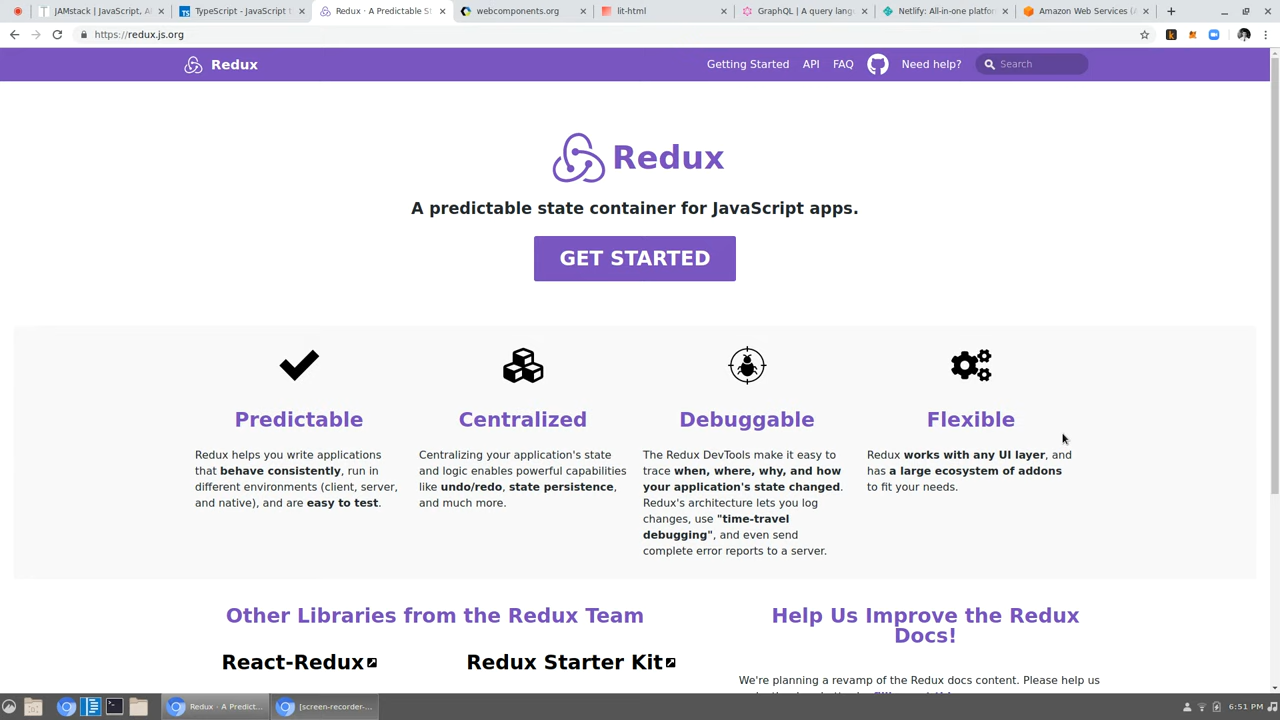 JAMstack | JavaScript, A
TypeScript - JavaScript t
Redux · A Predictable St
webcomponents.org
lit-html
GraphQL | A query lang
Netlify: All-in-one platfor
Amazon Web Services (A
https://redux.js.org
Redux
Getting Started
API
FAQ
Need help?
Search
Redux
A predictable state container for JavaScript apps.
GET STARTED
Predictable
Redux helps you write applications
that behave consistently, run in
different environments (client, server,
and native), and are easy to test.
Centralized
Centralizing your application's state
and logic enables powerful capabilities
like undo/redo, state persistence,
and much more.
Debuggable
The Redux DevTools make it easy to
trace when, where, why, and how
your application's state changed.
Redux's architecture lets you log
changes, use "time-travel
debugging", and even send
complete error reports to a server.
Flexible
Redux works with any UI layer, and
has a large ecosystem of addons
to fit your needs.
Other Libraries from the Redux Team
React-Redux
Redux Starter Kit
Help Us Improve the Redux
Docs!
We're planning a revamp of the Redux docs content. Please help us
Redux · A Predict...
[screen-recorder-...
6:51 PM